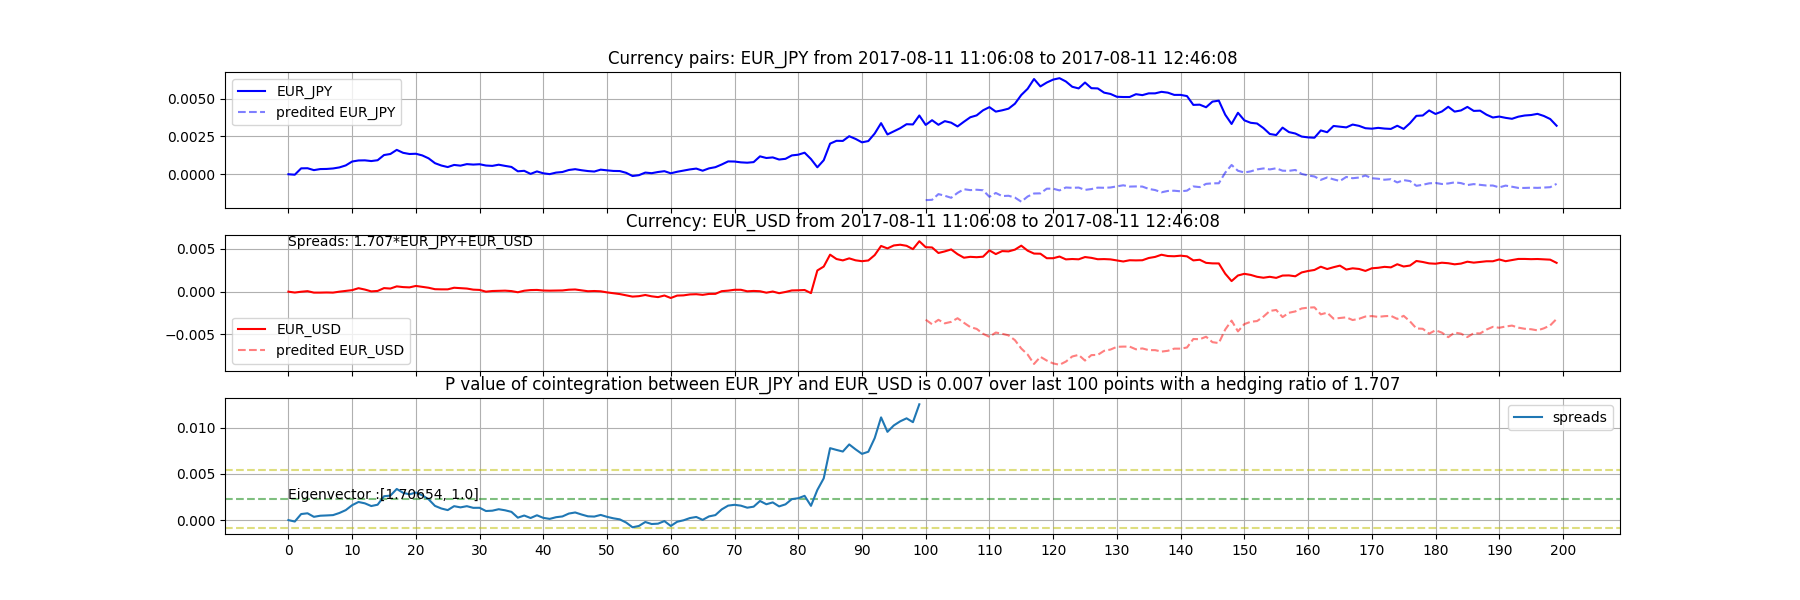 Currency pairs: EUR_JPY from 2017-08-11 11:06:08 to 2017-08-11 12:46:08
EUR_JPY
predited EUR_JPY
0.0050
0.0025
0.0000
Currency: EUR_USD from 2017-08-11 11:06:08 to 2017-08-11 12:46:08
Spreads: 1.707*EUR_JPY+EUR_USD
0.005
0.000
−0.005
EUR_USD
predited EUR_USD
P value of cointegration between EUR_JPY and EUR_USD is 0.007 over last 100 points with a hedging ratio of 1.707
spreads
0.010
0.005
0.000
Eigenvector :[1.70654, 1.0]
0 10 20 30 40 50 60 70 80 90 100 110 120 130 140 150 160 170 180 190 200